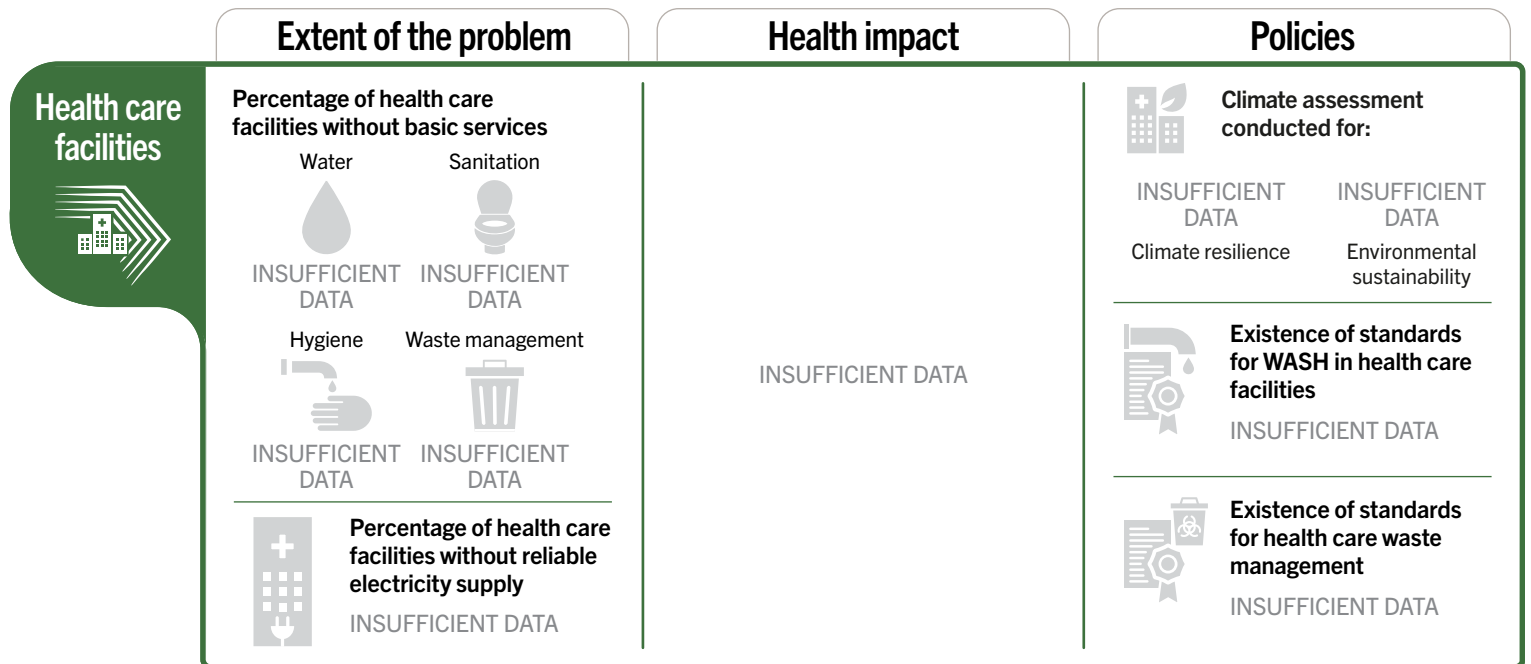 Extent of the problem
Health impact
Policies
Health care
facilities
Percentage of health care
facilities without basic services
Water
Sanitation
INSUFFICIENT
DATA
INSUFFICIENT
DATA
Hygiene
Waste management
INSUFFICIENT
DATA
INSUFFICIENT
DATA
Percentage of health care
facilities without reliable
electricity supply
INSUFFICIENT DATA
INSUFFICIENT DATA
Climate assessment
conducted for:
INSUFFICIENT
DATA
Climate resilience
INSUFFICIENT
DATA
Environmental
sustainability
Existence of standards
for WASH in health care
facilities
INSUFFICIENT DATA
Existence of standards
for health care waste
management
INSUFFICIENT DATA